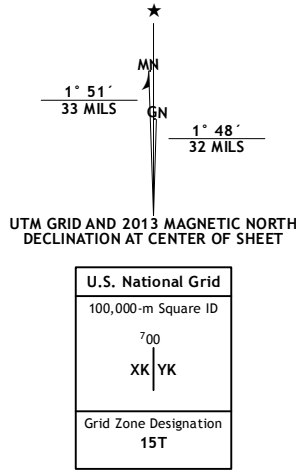 MN
1° 51´
33 MILS
GN
1° 48´
32 MILS
UTM GRID AND 2013 MAGNETIC NORTH
DECLINATION AT CENTER OF SHEET
U.S. National Grid
100,000-m Square ID
⁷00
XK YK
Grid Zone Designation
15T